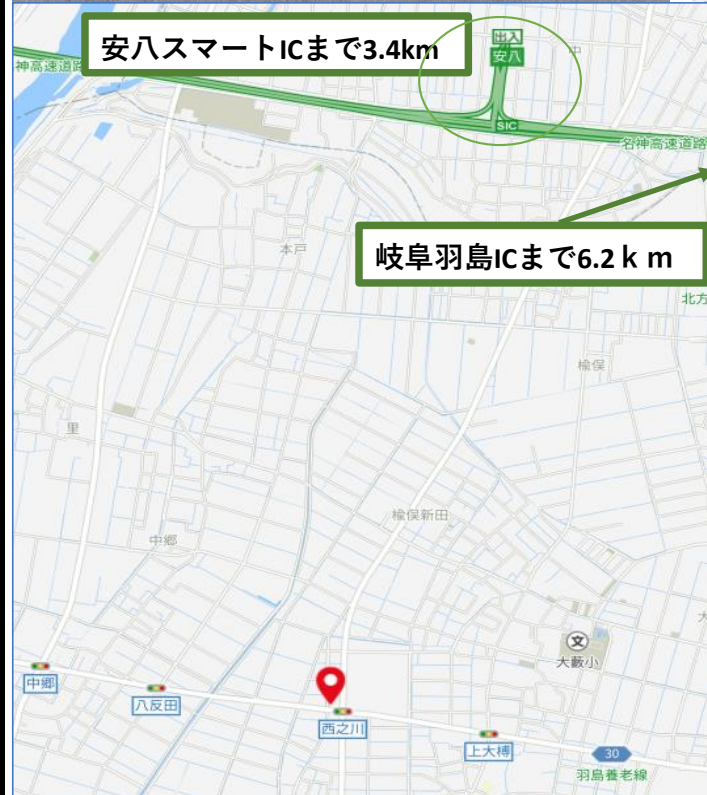 安八スマートICまで3.4km
出入
安八
中
神高速道路
SIC
名神高速道路
本戸
岐阜羽島ICまで6.2ｋｍ
北方
楡俣
里
楡俣新田
中郷
大
文
大藪小
中郷
八反田
西之川
上大榑
30
羽島養老線